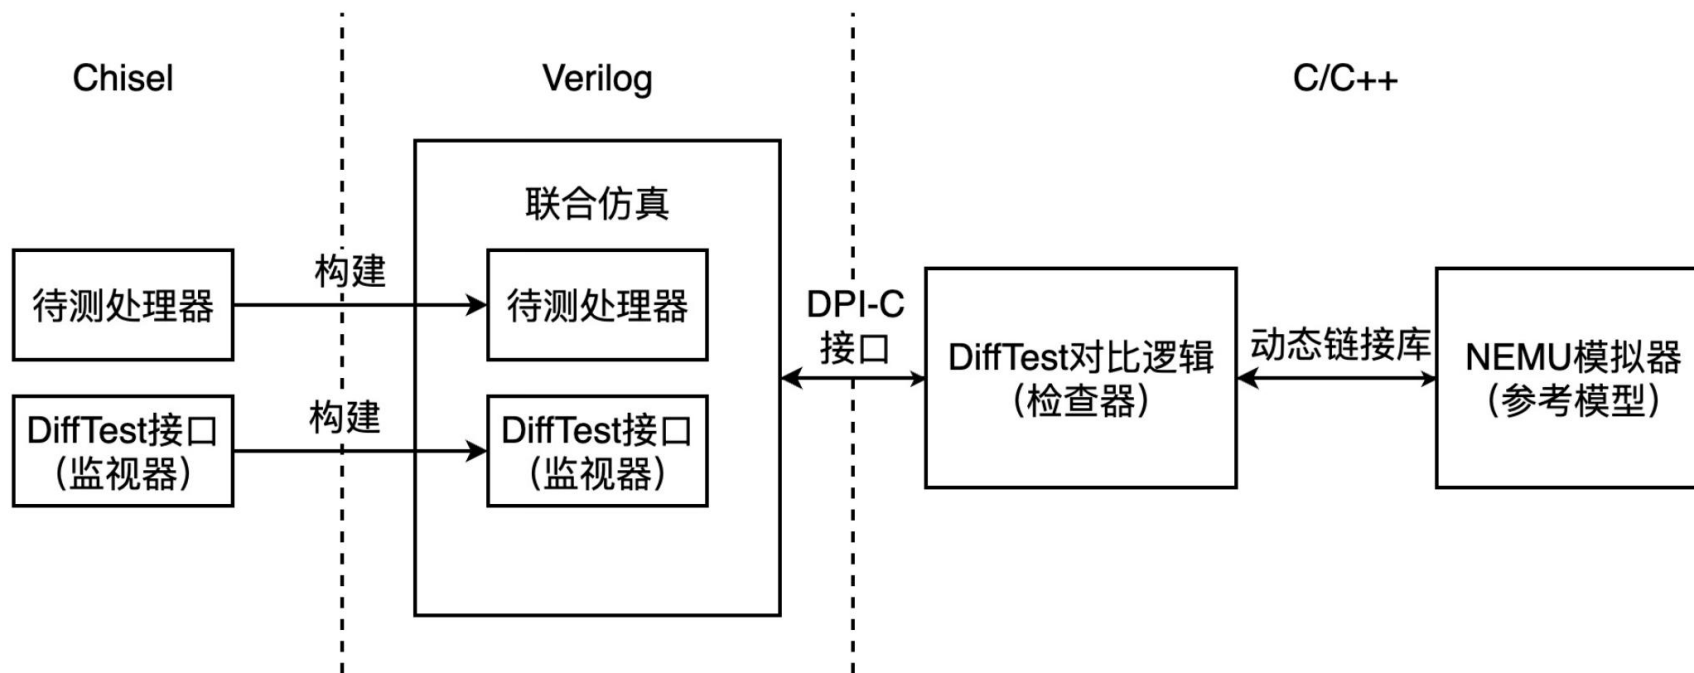 Chisel
Verilog
C/C++
联合仿真
待测处理器
构建
待测处理器
DiffTest接口
（监视器）
构建
DiffTest接口
（监视器）
DPI-C
接口
DiffTest对比逻辑
（检查器）
动态链接库
NEMU模拟器
（参考模型）